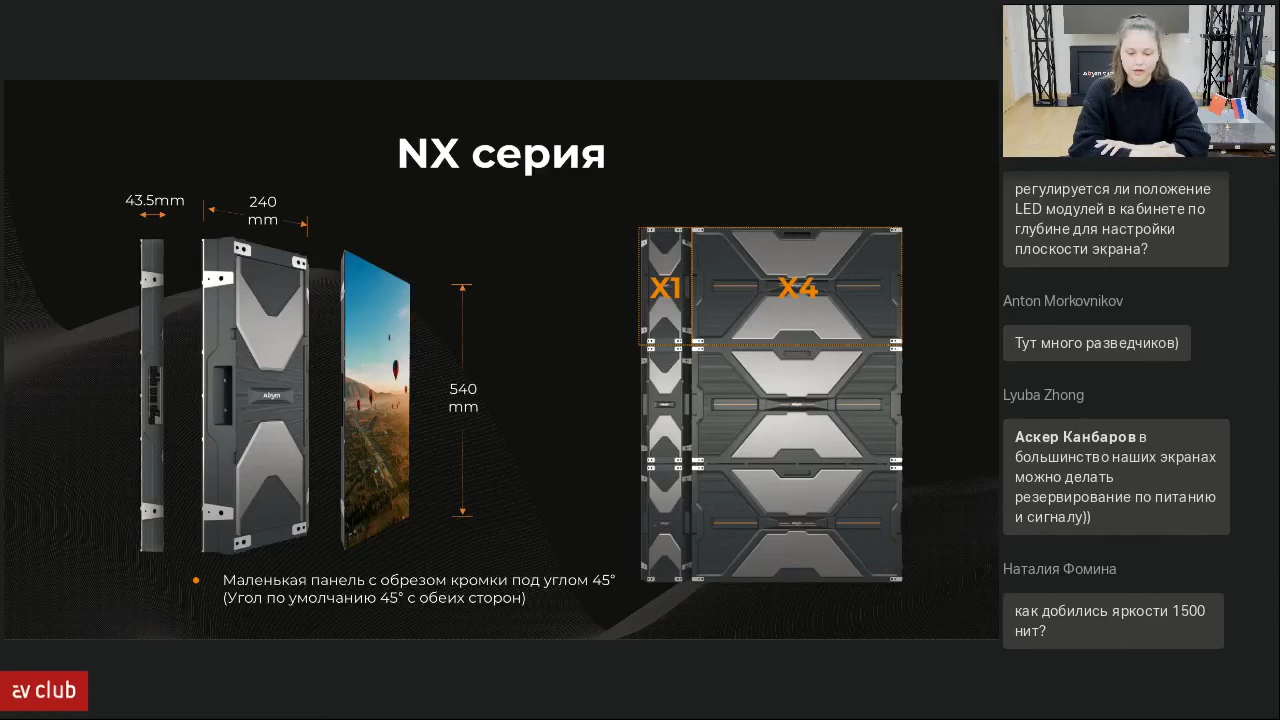 NX серия
43.5mm
240
mm
540
mm
Abyss
X1
X4
Маленькая панель с обрезом кромки под углом 45°
(Угол по умолчанию 45° с обеих сторон)
регулируется ли положение
LED модулей в кабинете по
глубине для настройки
плоскости экрана?
Anton Morkovnikov
Тут много разведчиков)
Lyuba Zhong
Аскер Канбаров в
большинство наших экранах
можно делать
резервирование по питанию
и сигналу))
Наталия Фомина
как добились яркости 1500
нит?
av club